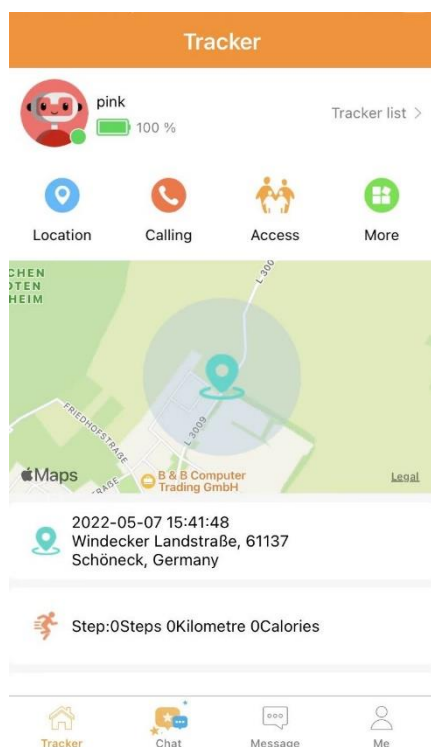 Tracker
pink
100 %
Tracker list >
Location
Calling
Access
More
CHEN
OTEN
HEIM
L 3009
FRIEDHOFSTRAßE
L 3009
RAßE
B & B Computer
Trading GmbH
Maps
Legal
2022-05-07 15:41:48
Windecker Landstraße, 61137
Schöneck, Germany
Step:0Steps 0Kilometre 0Calories
Tracker
Chat
Message
Me